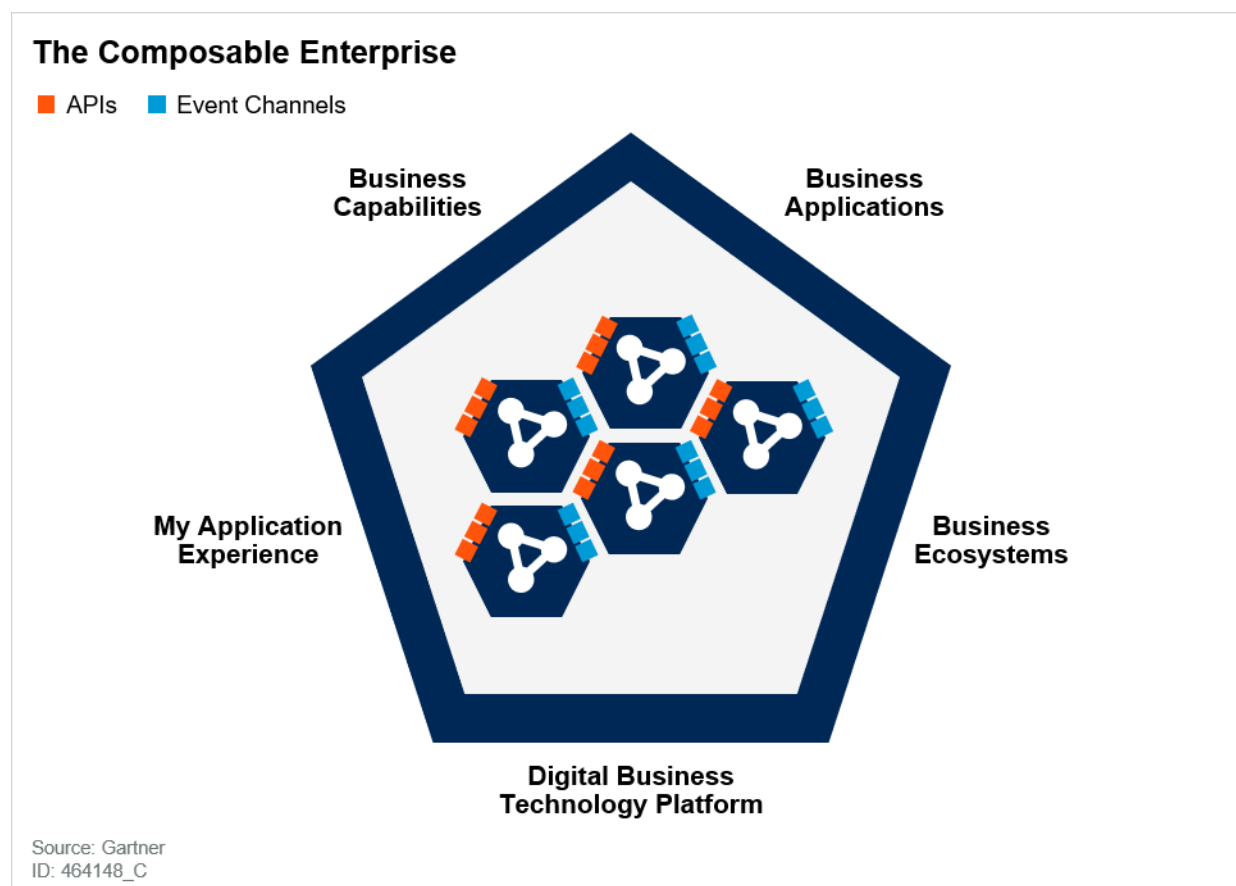 The Composable Enterprise
APIs Event Channels
Business
Capabilities
Business
Applications
My Application
Experience
Business
Ecosystems
Digital Business
Technology Platform
Source: Gartner
ID: 464148_C